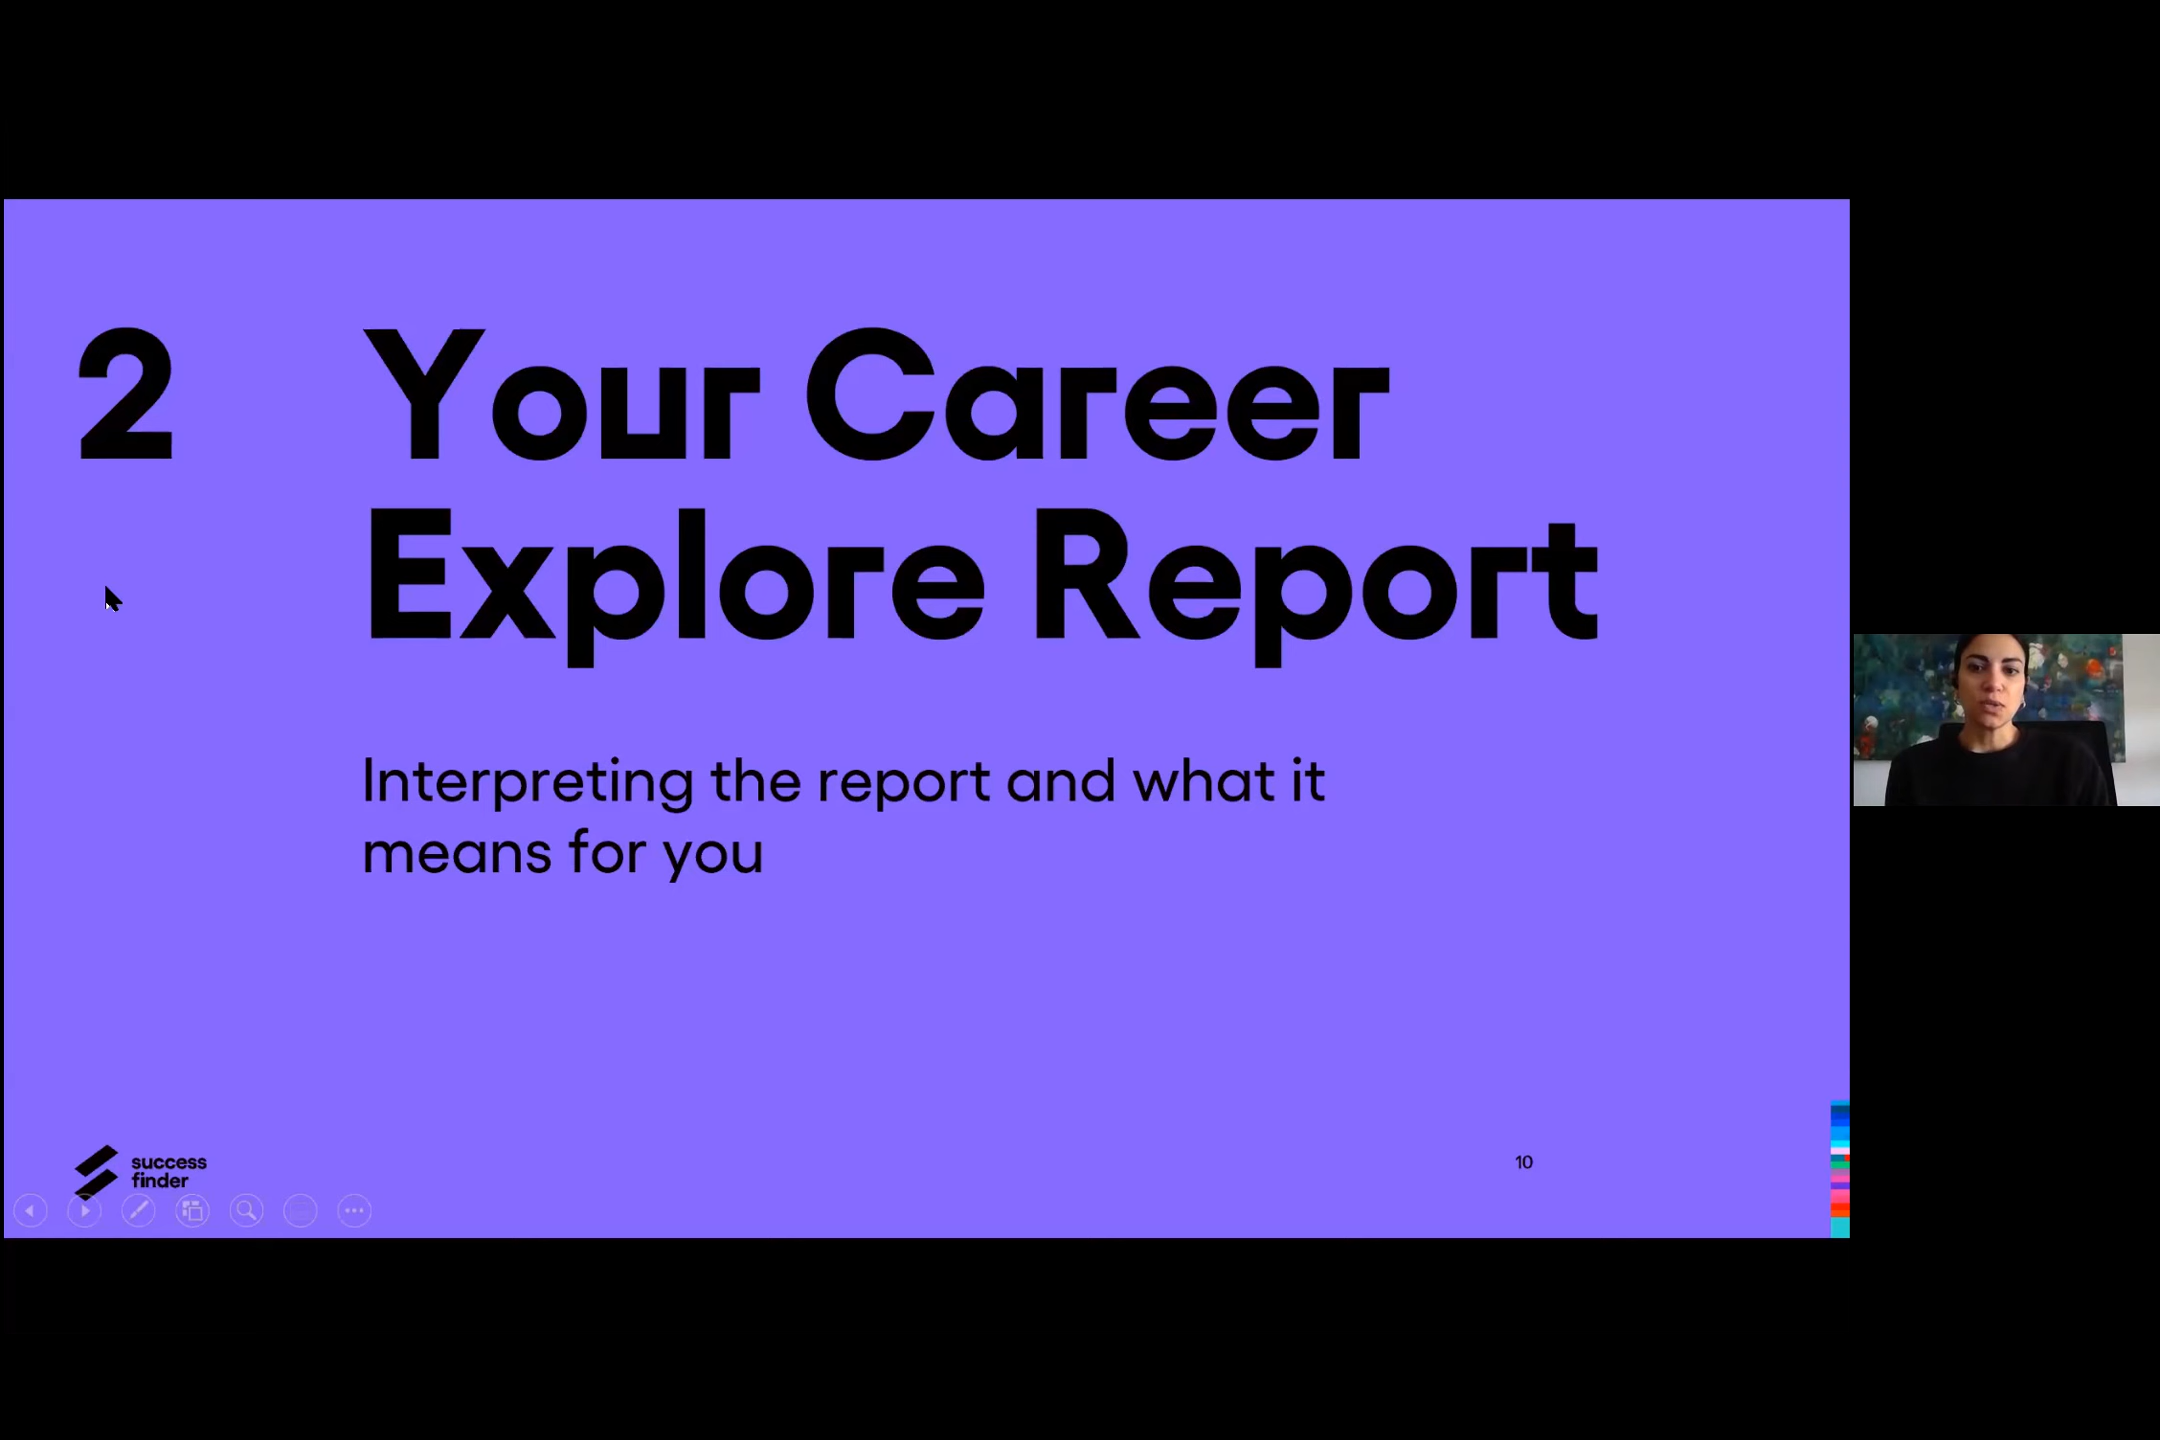 2
Your Career
Explore Report
Interpreting the report and what it
means for you
success
finder
10